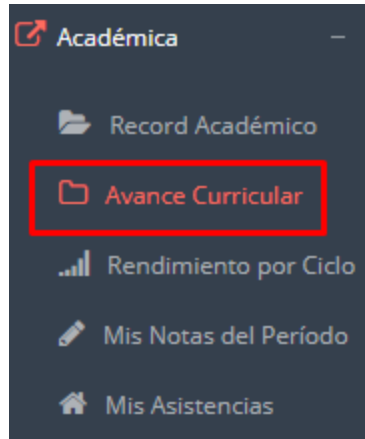 Académica
Record Académico
Avance Curricular
Rendimiento por Ciclo
Mis Notas del Período
Mis Asistencias